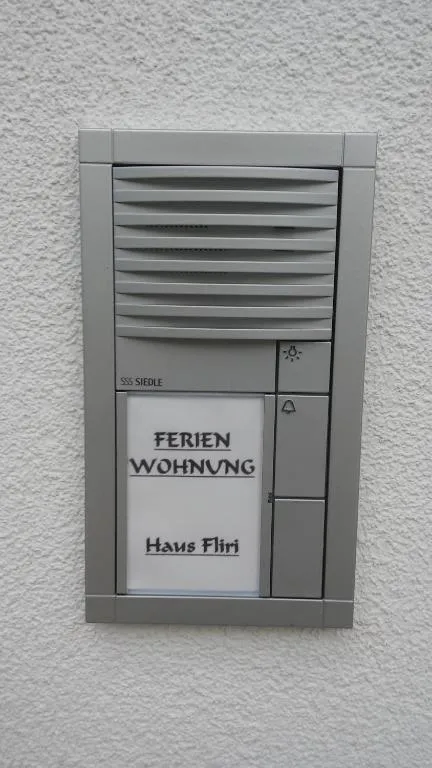 SSS SIEDLE
FERIEN
WOHNUNG
Haus Fliri